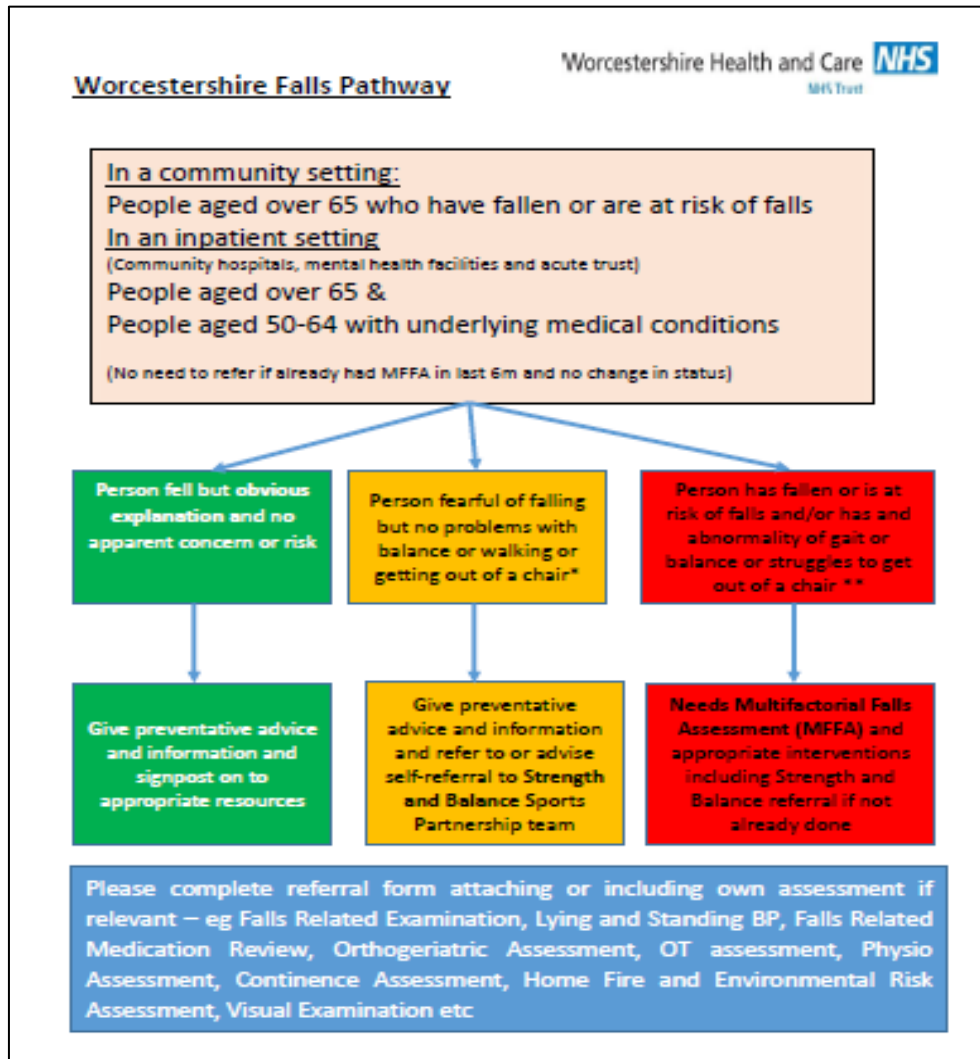 Worcestershire Health and Care NHS
NHS Trust
Worcestershire Falls Pathway
In a community setting:
People aged over 65 who have fallen or are at risk of falls
In an inpatient setting
(Community hospitals, mental health facilities and acute trust)
People aged over 65 &
People aged 50-64 with underlying medical conditions
(No need to refer if already had MFFA in last 6m and no change in status)
Person fell but obvious
explanation and no
apparent concern or risk
Person fearful of falling
but no problems with
balance or walking or
getting out of a chair*
Person has fallen or is at
risk of falls and/or has and
abnormality of gait or
balance or struggles to get
out of a chair **
Give preventative advice
and information and
signpost on to
appropriate resources
Give preventative
advice and information
and refer to or advise
self-referral to Strength
and Balance Sports
Partnership team
Needs Multifactorial Falls
Assessment (MFFA) and
appropriate interventions
including Strength and
Balance referral if not
already done
Please complete referral form attaching or including own assessment if
relevant – eg Falls Related Examination, Lying and Standing BP, Falls Related
Medication Review, Orthogeriatric Assessment, OT assessment, Physio
Assessment, Continence Assessment, Home Fire and Environmental Risk
Assessment, Visual Examination etc